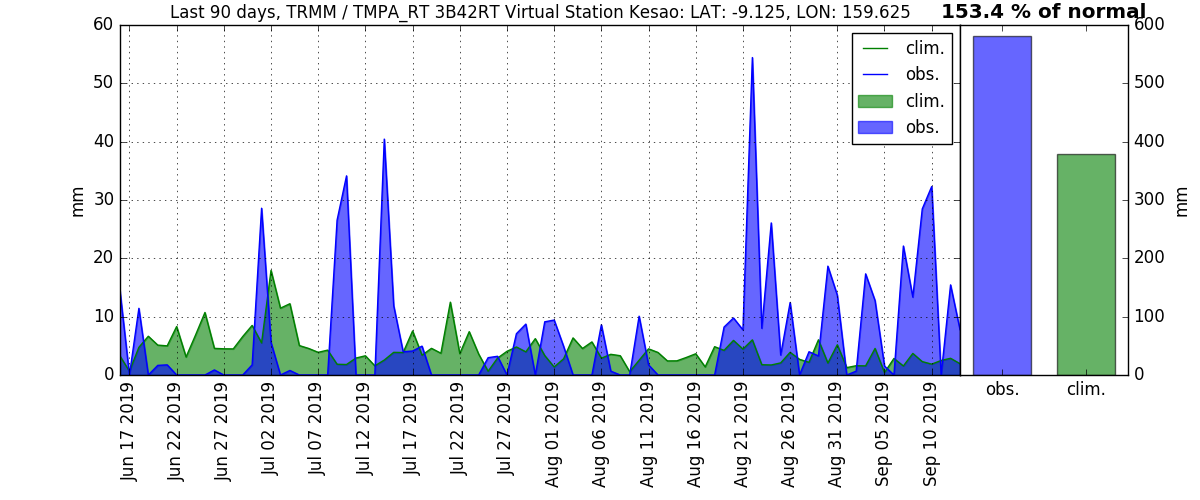 Last 90 days, TRMM / TMPA_RT 3B42RT Virtual Station Kesao: LAT: -9.125, LON: 159.625
153.4 % of normal
60
50
40
30
20
10
0
mm
clim.
obs.
clim.
obs.
Jun 17 2019
Jun 22 2019
Jun 27 2019
Jul 02 2019
Jul 07 2019
Jul 12 2019
Jul 17 2019
Jul 22 2019
Jul 27 2019
Aug 01 2019
Aug 06 2019
Aug 11 2019
Aug 16 2019
Aug 21 2019
Aug 26 2019
Aug 31 2019
Sep 05 2019
Sep 10 2019
obs.
clim.
600
500
400
300
200
100
0
mm